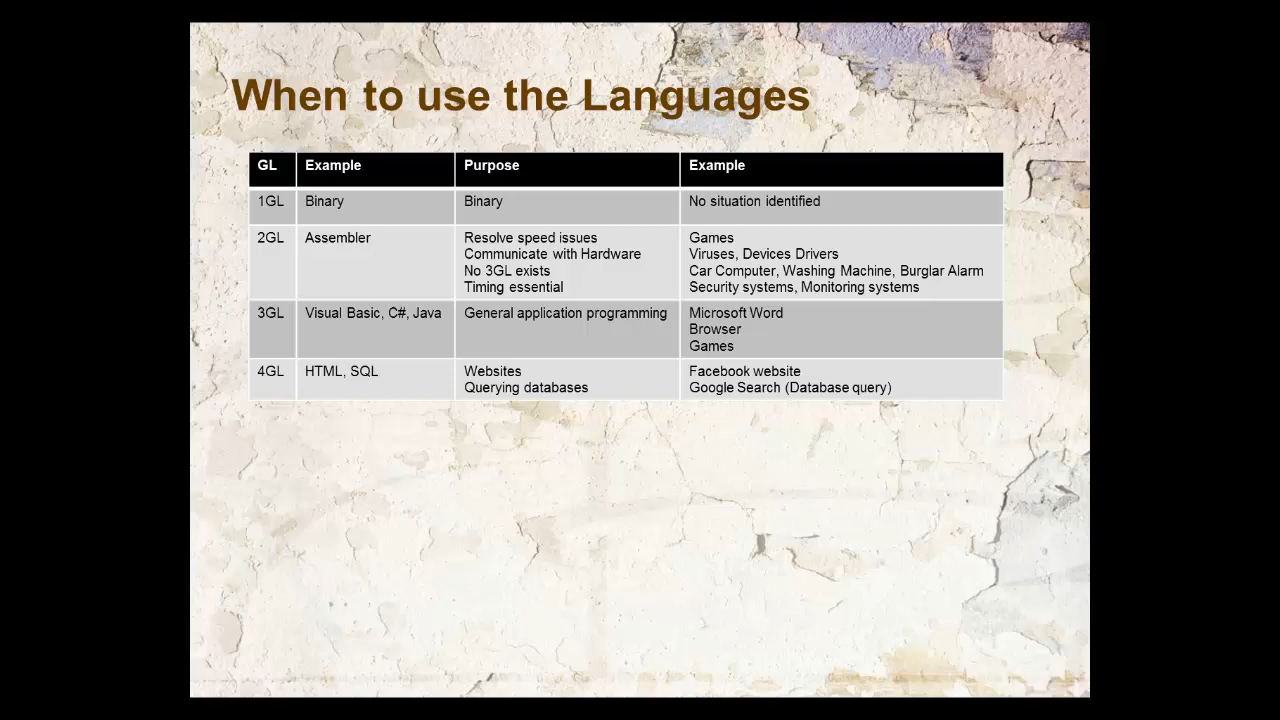 When to use the Languages
GL Example Purpose Example
1GL Binary Binary No situation identified
2GL Assembler Resolve speed issues Games
Communicate with Hardware Viruses, Devices Drivers
No 3GL exists Car Computer, Washing Machine, Burglar Alarm
Timing essential Security systems, Monitoring systems
3GL Visual Basic, C#, Java General application programming Microsoft Word
Browser
Games
4GL HTML, SQL Websites Facebook website
Querying databases Google Search (Database query)